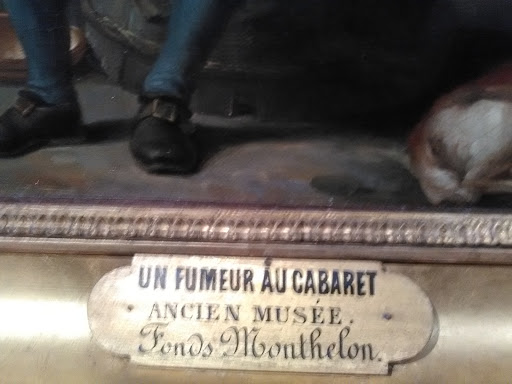 UN FUMEUR AU CABARET
ANCIEN MUSÉE.
Fonds Monthelon.